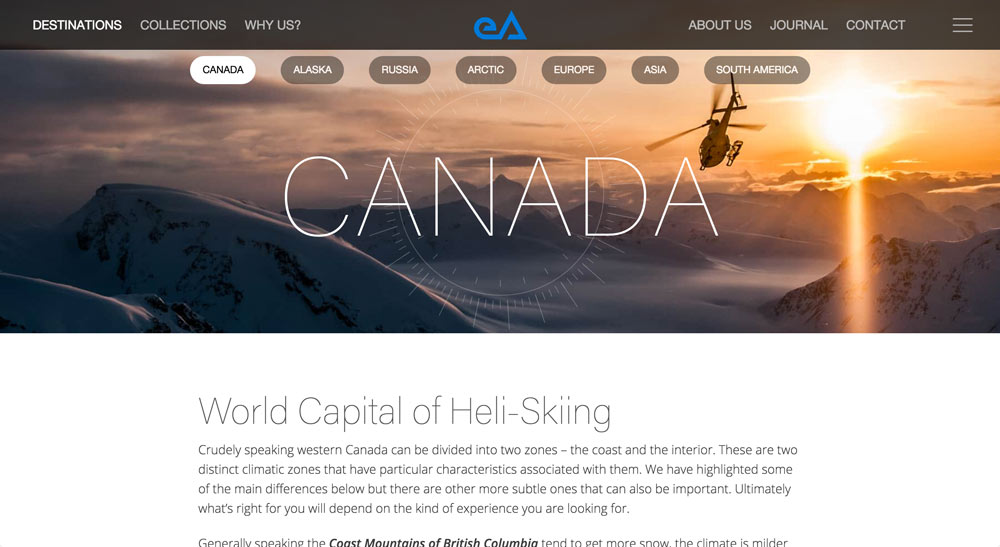 DESTINATIONS COLLECTIONS WHY US? eA ABOUT US JOURNAL CONTACT
CANADA ALASKA RUSSIA ARCTIC EUROPE ASIA SOUTH AMERICA
CANADA
World Capital of Heli-Skiing
Crudely speaking western Canada can be divided into two zones – the coast and the interior. These are two
distinct climatic zones that have particular characteristics associated with them. We have highlighted some
of the main differences below but there are other more subtle ones that can also be important. Ultimately
what's right for you will depend on the kind of experience you are looking for.
Generally speaking the Coast Mountains of British Columbia tend to get more snow, the climate is milder